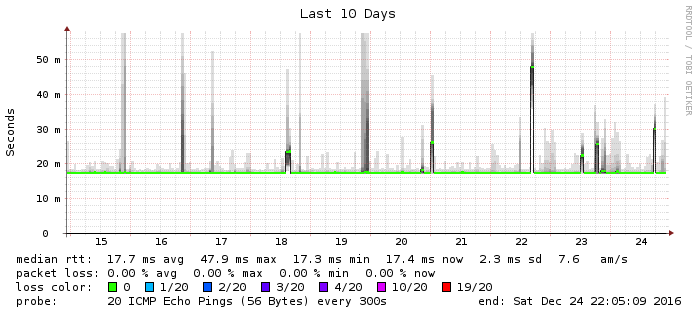 Last 10 Days
RRDTOOL / TOBI OETIKER
Seconds
50 m
40 m
30 m
20 m
10 m
0
15 16 17 18 19 20 21 22 23 24
median rtt: 17.7 ms avg 47.9 ms max 17.3 ms min 17.4 ms now 2.3 ms sd 7.6 am/s
packet loss: 0.00 % avg 0.00 % max 0.00 % min 0.00 % now
loss color: 0 1/20 2/20 3/20 4/20 10/20 19/20
probe: 20 ICMP Echo Pings (56 Bytes) every 300s end: Sat Dec 24 22:05:09 2016